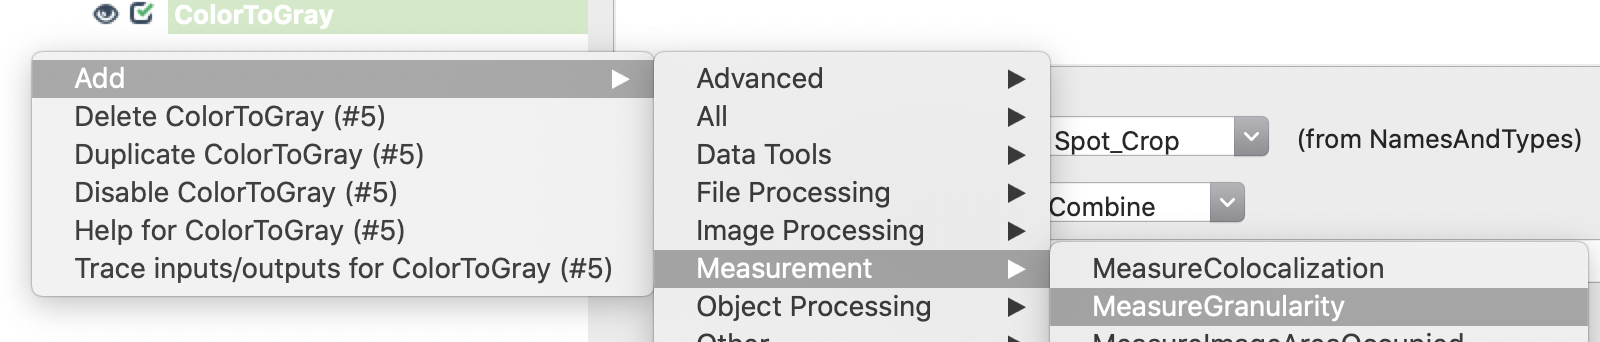 ColorToGray
Add
Delete ColorToGray (#5)
Duplicate ColorToGray (#5)
Disable ColorToGray (#5)
Help for ColorToGray (#5)
Trace inputs/outputs for ColorToGray (#5)
Advanced
All
Data Tools
File Processing
Image Processing
Measurement
Object Processing
Other
Spot_Crop
(from NamesAndTypes)
Combine
MeasureColocalization
MeasureGranularity
MeasureImageAreaOccupied